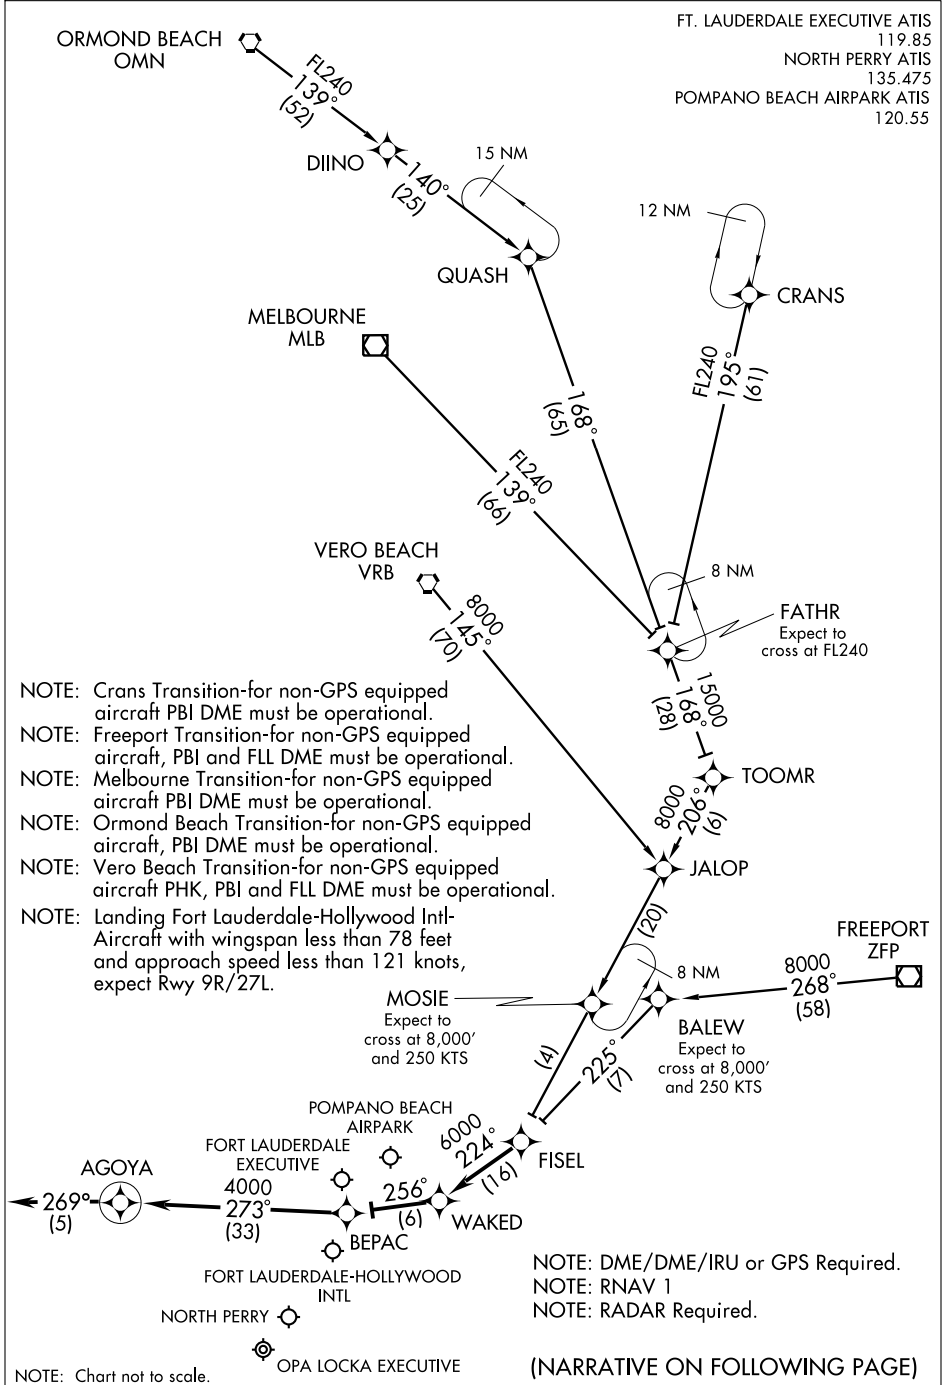 FT. LAUDERDALE EXECUTIVE ATIS
119.85
NORTH PERRY ATIS
135.475
POMPANO BEACH AIRPARK ATIS
120.55
ORMOND BEACH
OMN
FL240
139°
(52)
DIINO
140°
(25)
15 NM
QUASH
12 NM
CRANS
MELBOURNE
MLB
FL240
195°
(61)
168°
(65)
FL240
139°
(66)
VERO BEACH
VRB
8000
145°
(70)
8 NM
FATHR
Expect to
cross at FL240
15000
168°
(28)
TOOMR
8000
206°
(6)
JALOP
NOTE: Crans Transition-for non-GPS equipped
aircraft PBI DME must be operational.
NOTE: Freeport Transition-for non-GPS equipped
aircraft, PBI and FLL DME must be operational.
NOTE: Melbourne Transition-for non-GPS equipped
aircraft PBI DME must be operational.
NOTE: Ormond Beach Transition-for non-GPS equipped
aircraft, PBI DME must be operational.
NOTE: Vero Beach Transition-for non-GPS equipped
aircraft PHK, PBI and FLL DME must be operational.
NOTE: Landing Fort Lauderdale-Hollywood Intl-
Aircraft with wingspan less than 78 feet
and approach speed less than 121 knots,
expect Rwy 9R/27L.
(20)
FREEPORT
ZFP
8000
268°
(58)
8 NM
MOSIE
Expect to
cross at 8,000'
and 250 KTS
BALEW
Expect to
cross at 8,000'
and 250 KTS
(4)
225°
(7)
POMPANO BEACH
AIRPARK
FORT LAUDERDALE
EXECUTIVE
6000
224°
(16)
FISEL
AGOYA
269°
(5)
4000
273°
(33)
256°
(6)
WAKED
BEPAC
FORT LAUDERDALE-HOLLYWOOD
INTL
NORTH PERRY
OPA LOCKA EXECUTIVE
NOTE: DME/DME/IRU or GPS Required.
NOTE: RNAV 1
NOTE: RADAR Required.
NOTE: Chart not to scale.
(NARRATIVE ON FOLLOWING PAGE)